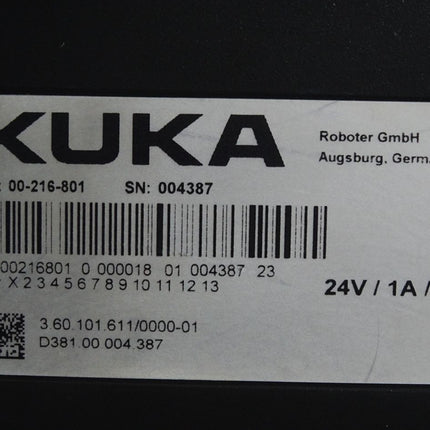 KUKA
Roboter GmbH
Augsburg, Germ
: 00-216-801 SN: 004387
00216801 0 000018 01 004387 23
X 2 3 4 5 6 7 8 9 10 11 12 13
24V / 1A /
3.60.101.611/0000-01
D381.00 004.387